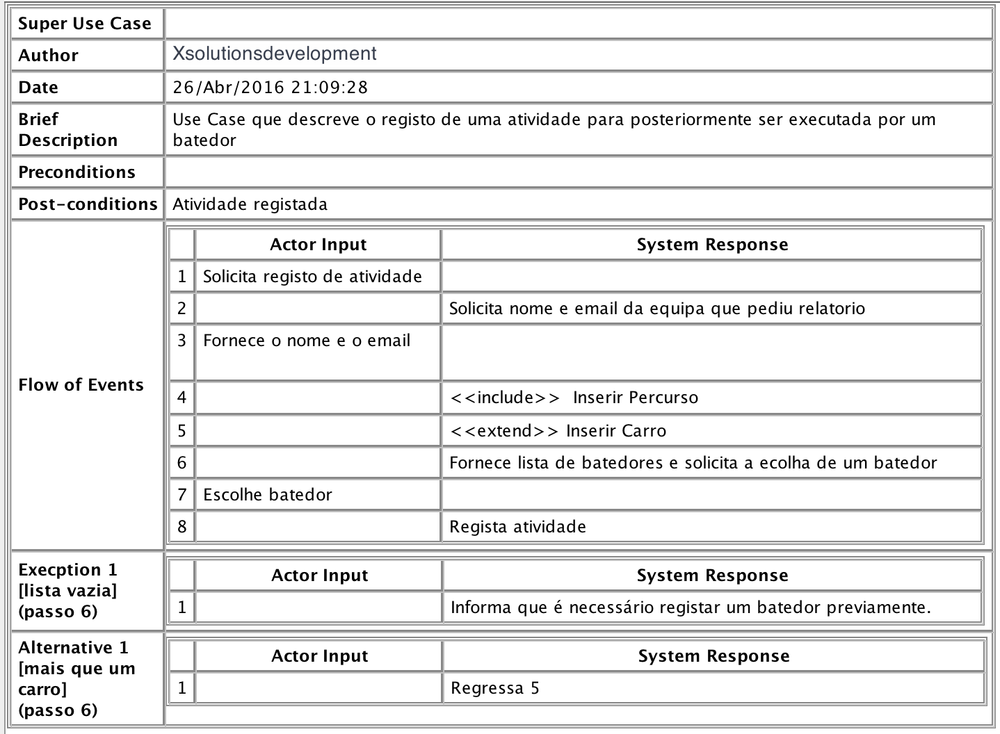 Super Use Case
Author
Xsolutionsdevelopment
Date
26/Abr/2016 21:09:28
Brief
Description
Use Case que descreve o registo de uma atividade para posteriormente ser executada por um
batedor
Preconditions
Post-conditions
Atividade registada
Flow of Events
Actor Input
System Response
1
Solicita registo de atividade
2
Solicita nome e email da equipa que pediu relatorio
3
Fornece o nome e o email
4
<<include>> Inserir Percurso
5
<<extend>> Inserir Carro
6
Fornece lista de batedores e solicita a ecolha de um batedor
7
Escolhe batedor
8
Regista atividade
Execption 1
[lista vazia]
(passo 6)
Actor Input
System Response
1
Informa que é necessário registar um batedor previamente.
Alternative 1
[mais que um
carro]
(passo 6)
Actor Input
System Response
1
Regressa 5